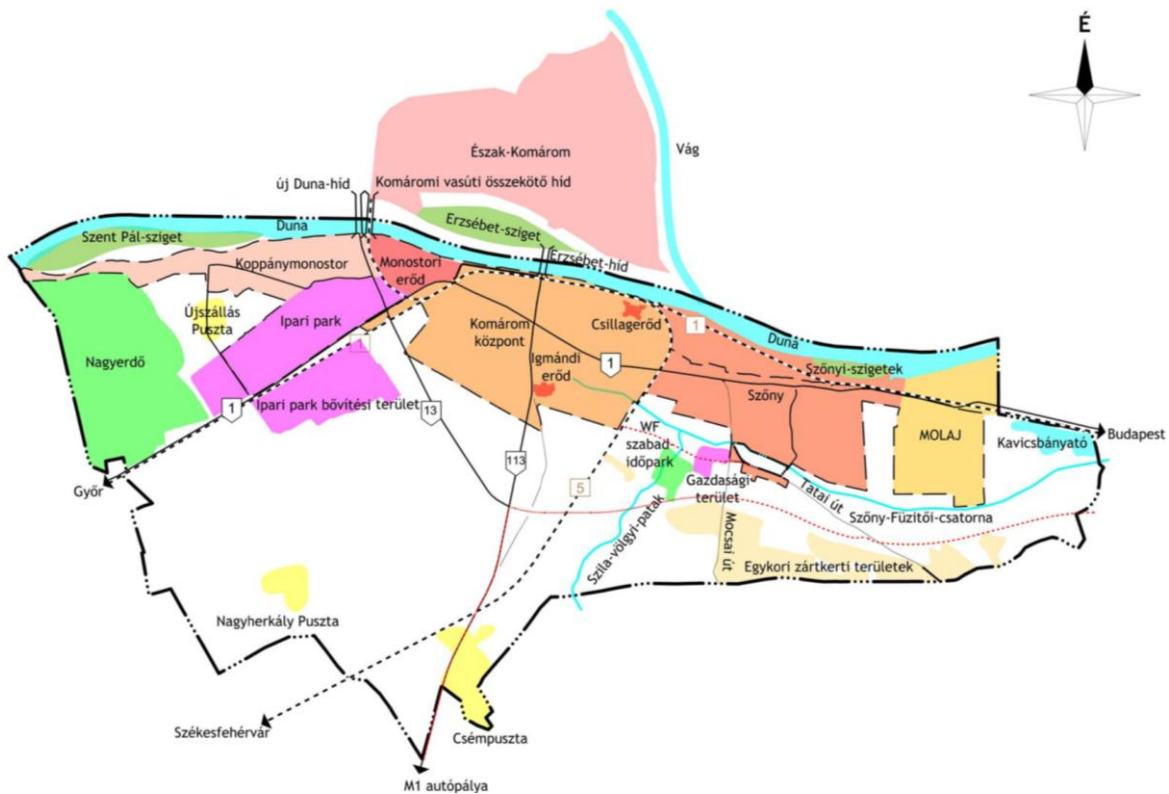 É
Észak-Komárom
Vág
új Duna-híd
Komáromi vasúti összekötő híd
Szent Pál-sziget
Duna
Erzsébet-sziget
Erzsébet-híd
Koppánymonostor
Monostori
erőd
Újszállás
Puszta
Ipari park
Komárom
központ
Csillagerőd
1
Duna
Nagyerdő
1
Igmándi
erőd
1
Szőnyi-szigetek
Szőny
Ipari park bővítési terület
1
13
WF
szabad
időpark
MOLAJ
Kavicsbányató
Budapest
113
Győr
5
Gazdasági
terület
Tatai út
Szőny-Füzitői-csatorna
Szila-völgyi-patak
Mocsai út
Egykori zártkerti területek
Nagyherkály Puszta
Székesfehérvár
Csémpuszta
M1 autópálya